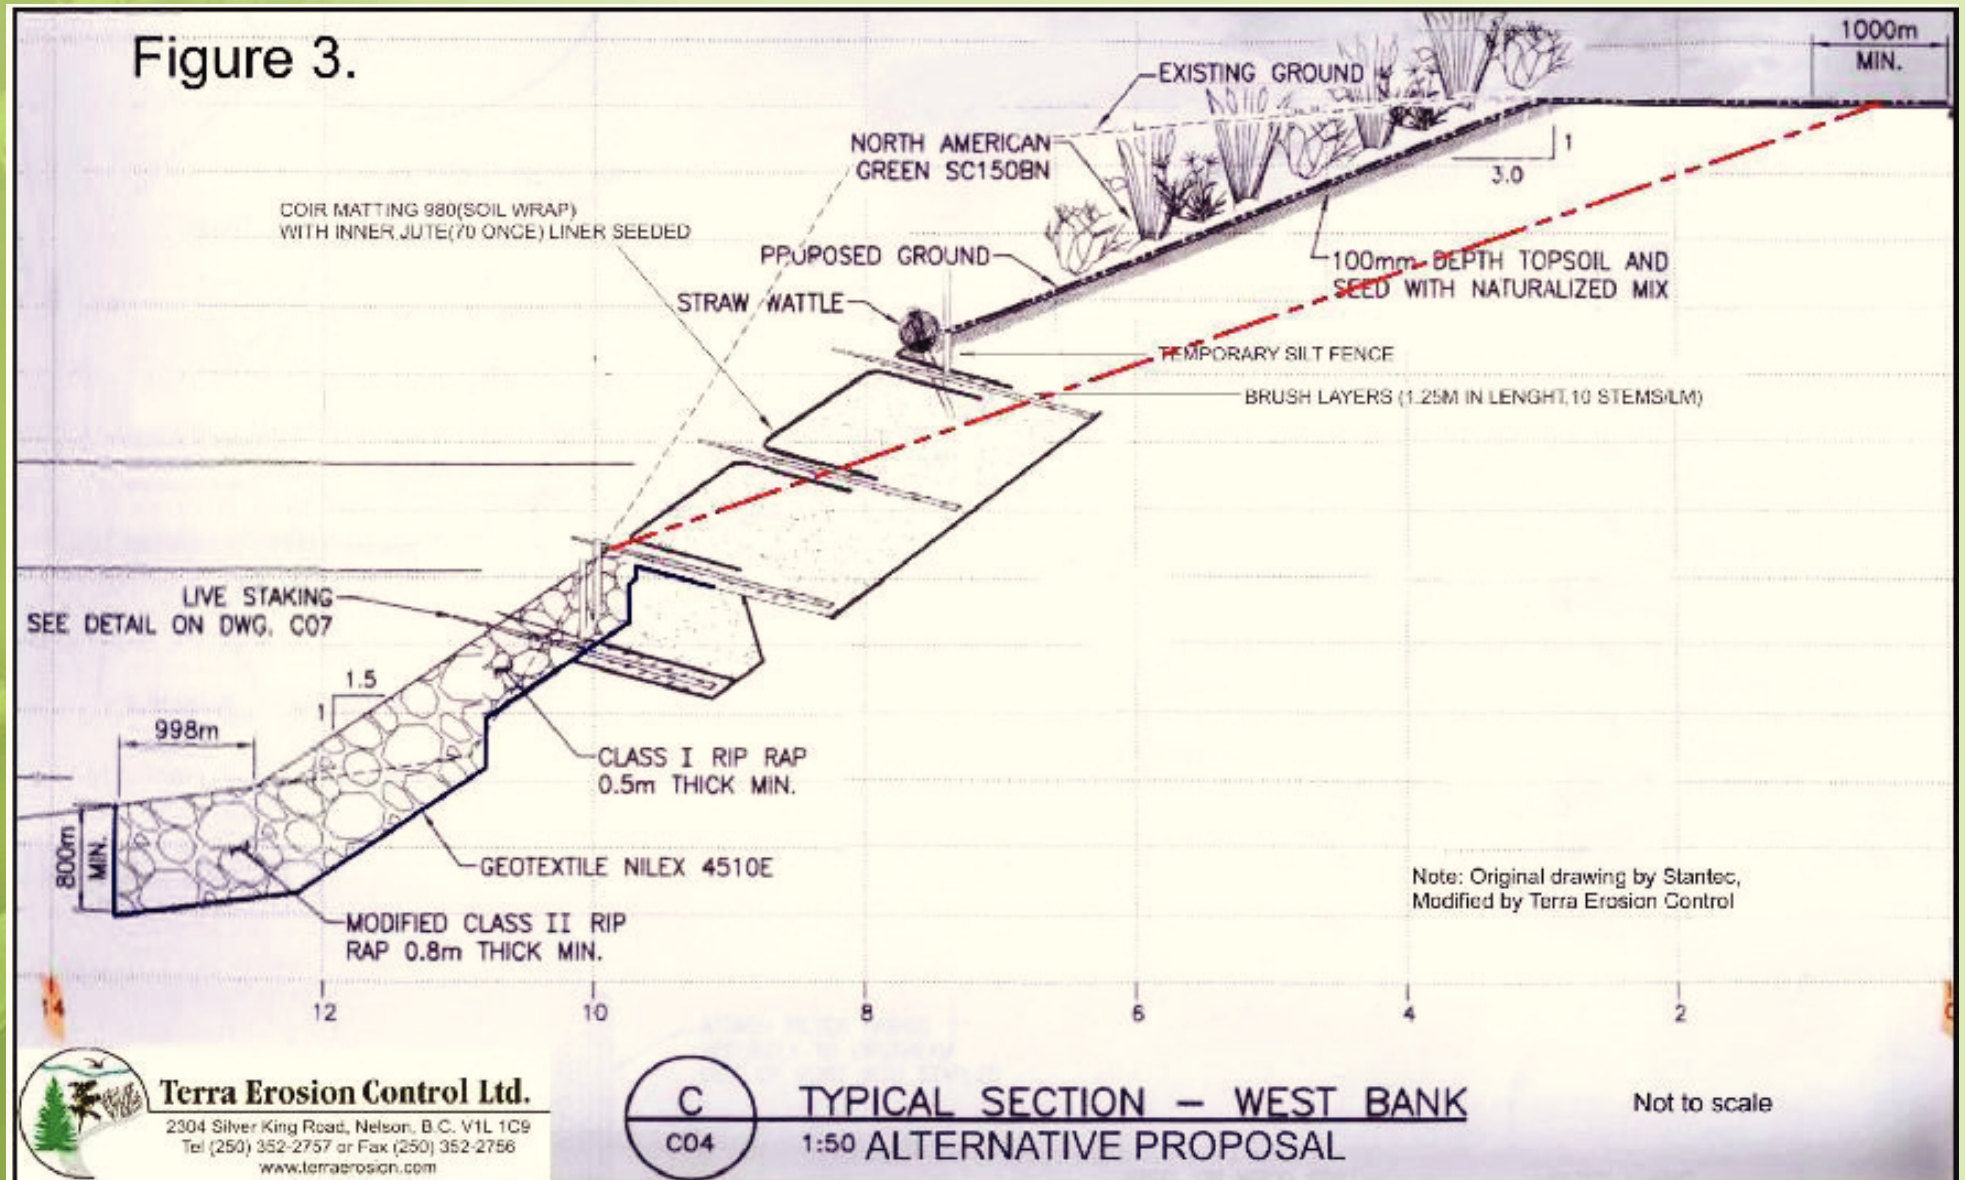 Figure 3.
1000m
MIN.
EXISTING GROUND
NORTH AMERICAN
GREEN SC150BN
1
3.0
COIR MATTING 980(SOIL WRAP)
WITH INNER JUTE(70 ONCE) LINER SEEDED
PROPOSED GROUND
100mm DEPTH TOPSOIL AND
SEED WITH NATURALIZED MIX
STRAW WATTLE
TEMPORARY SILT FENCE
BRUSH LAYERS (1.25M IN LENGHT,10 STEMS/LM)
LIVE STAKING
SEE DETAIL ON DWG. C07
1.5
1
998m
CLASS I RIP RAP
0.5m THICK MIN.
800m
MIN.
GEOTEXTILE NILEX 4510E
MODIFIED CLASS II RIP
RAP 0.8m THICK MIN.
Note: Original drawing by Stantec,
Modified by Terra Erosion Control
14
12
10
8
6
4
2
Terra Erosion Control Ltd.
2304 Silver King Road, Nelson, B.C. V1L 1C9
Tel (250) 352-2757 or Fax (250) 352-2756
www.terraerosion.com
C
C04
TYPICAL SECTION – WEST BANK
1:50 ALTERNATIVE PROPOSAL
Not to scale